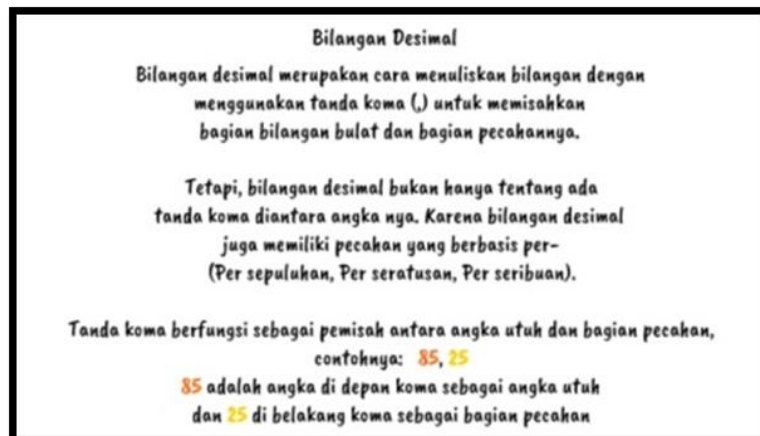 Bilangan Desimal
Bilangan desimal merupakan cara menuliskan bilangan dengan
menggunakan tanda koma (,) untuk memisahkan
bagian bilangan bulat dan bagian pecahannya.
Tetapi, bilangan desimal bukan hanya tentang ada
tanda koma diantara angka nya. Karena bilangan desimal
juga memiliki pecahan yang berbasis per-
(Per sepuluhan, Per seratusan, Per seribuan).
Tanda koma berfungsi sebagai pemisah antara angka utuh dan bagian pecahan,
contohnya: 85, 25
85 adalah angka di depan koma sebagai angka utuh
dan 25 di belakang koma sebagai bagian pecahan